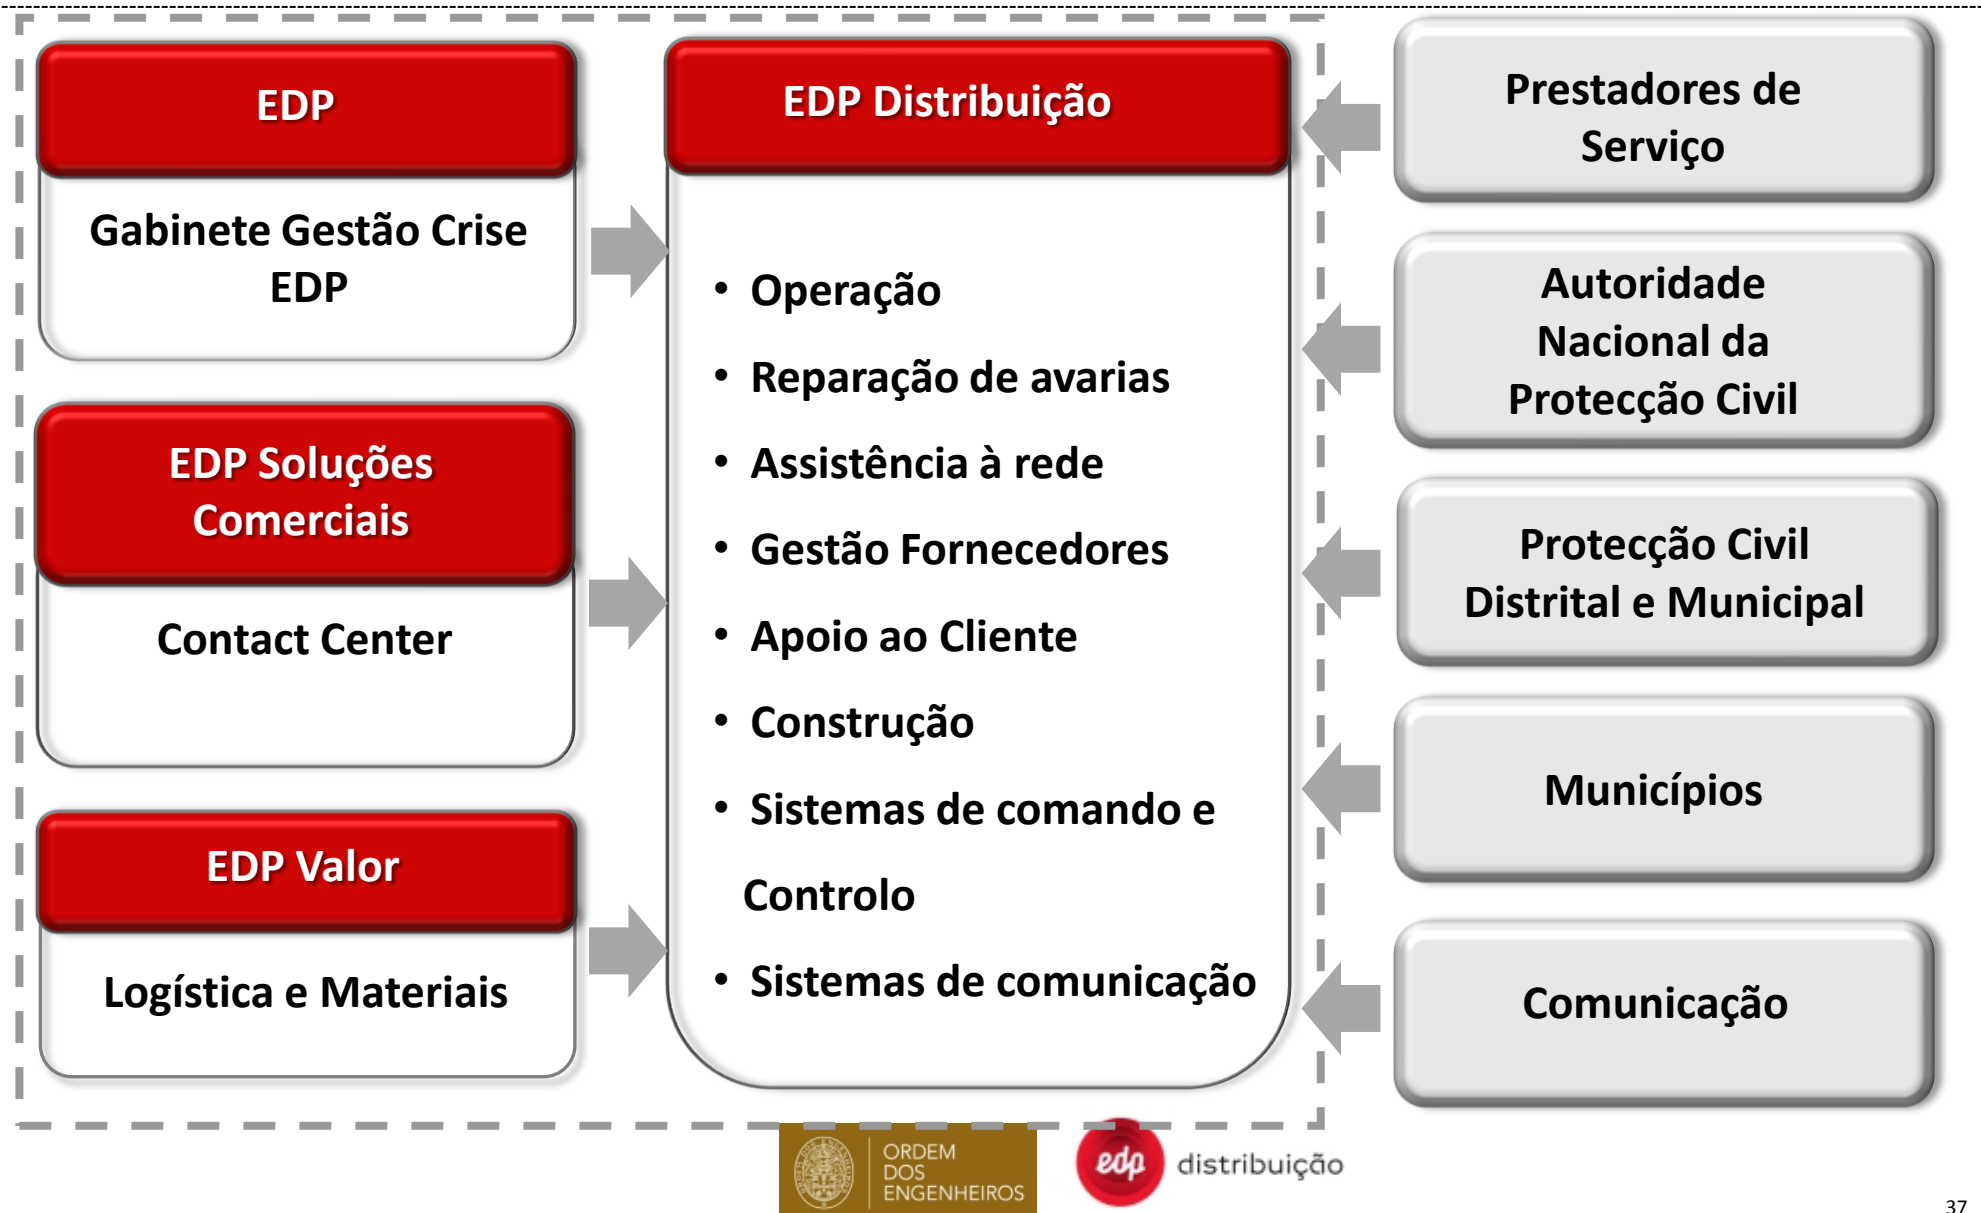 EDP
Gabinete Gestão Crise
EDP
EDP Soluções
Comerciais
Contact Center
EDP Valor
Logística e Materiais
EDP Distribuição
• Operação
• Reparação de avarias
• Assistência à rede
• Gestão Fornecedores
• Apoio ao Cliente
• Construção
• Sistemas de comando e
Controlo
• Sistemas de comunicação
Prestadores de
Serviço
Autoridade
Nacional da
Protecção Civil
Protecção Civil
Distrital e Municipal
Municípios
Comunicação
ORDEM
DOS
ENGENHEIROS
edp distribuição
37